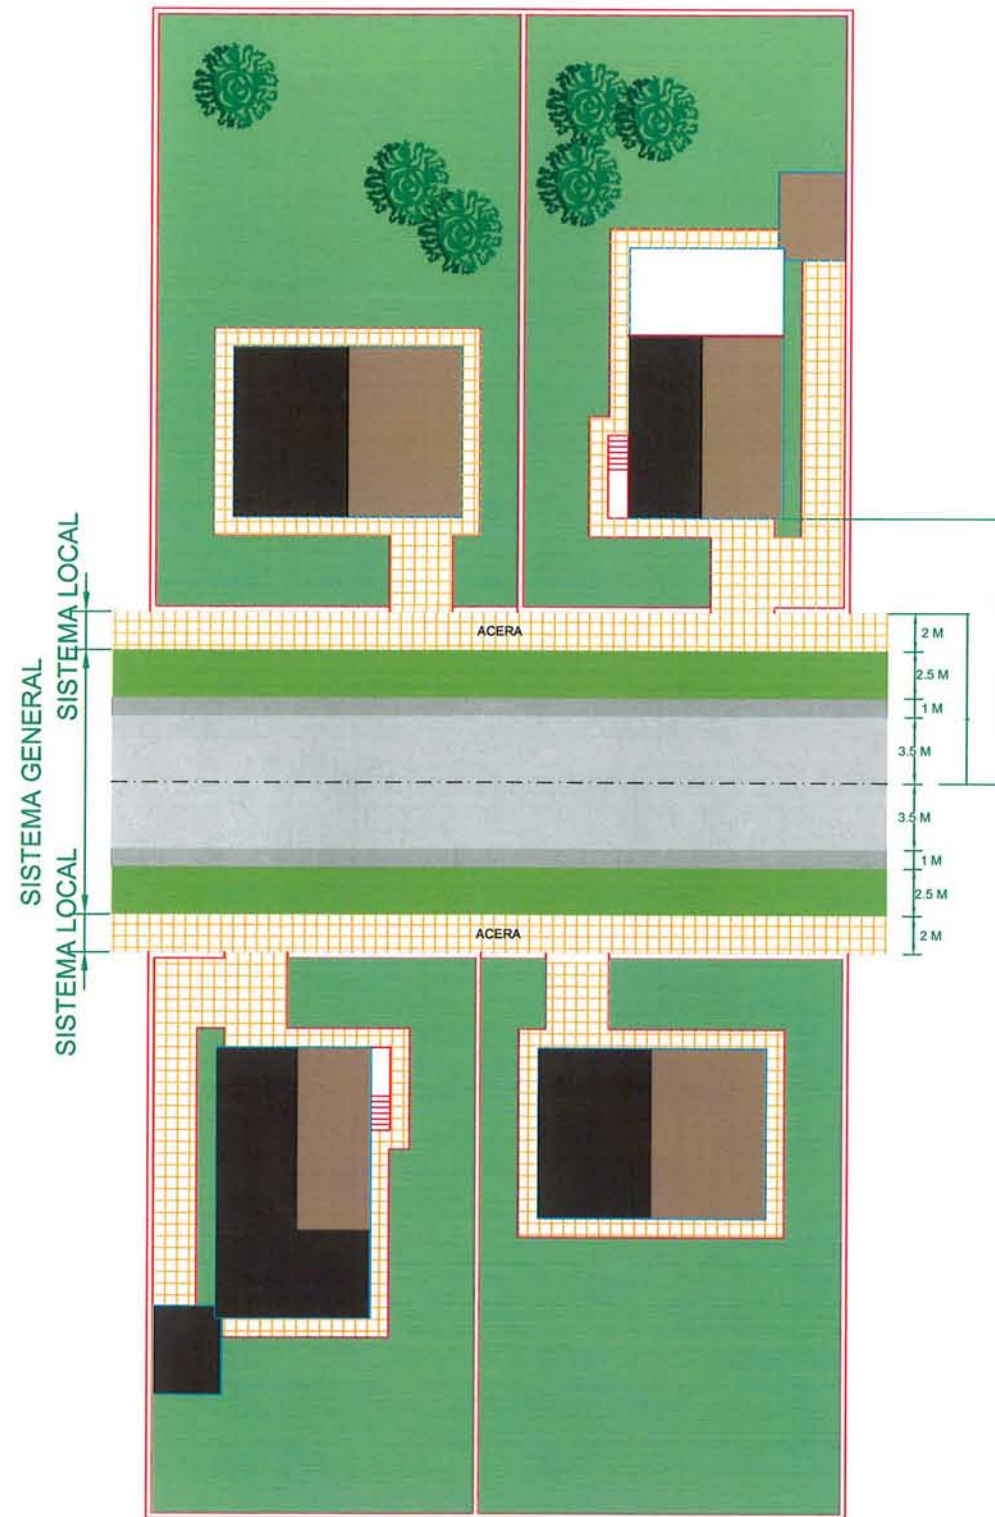 SISTEMA LOCAL
SISTEMA GENERAL
SISTEMA LOCAL
ACERA
2 M
2.5 M
1 M
3.5 M
3.5 M
1 M
2.5 M
ACERA
2 M